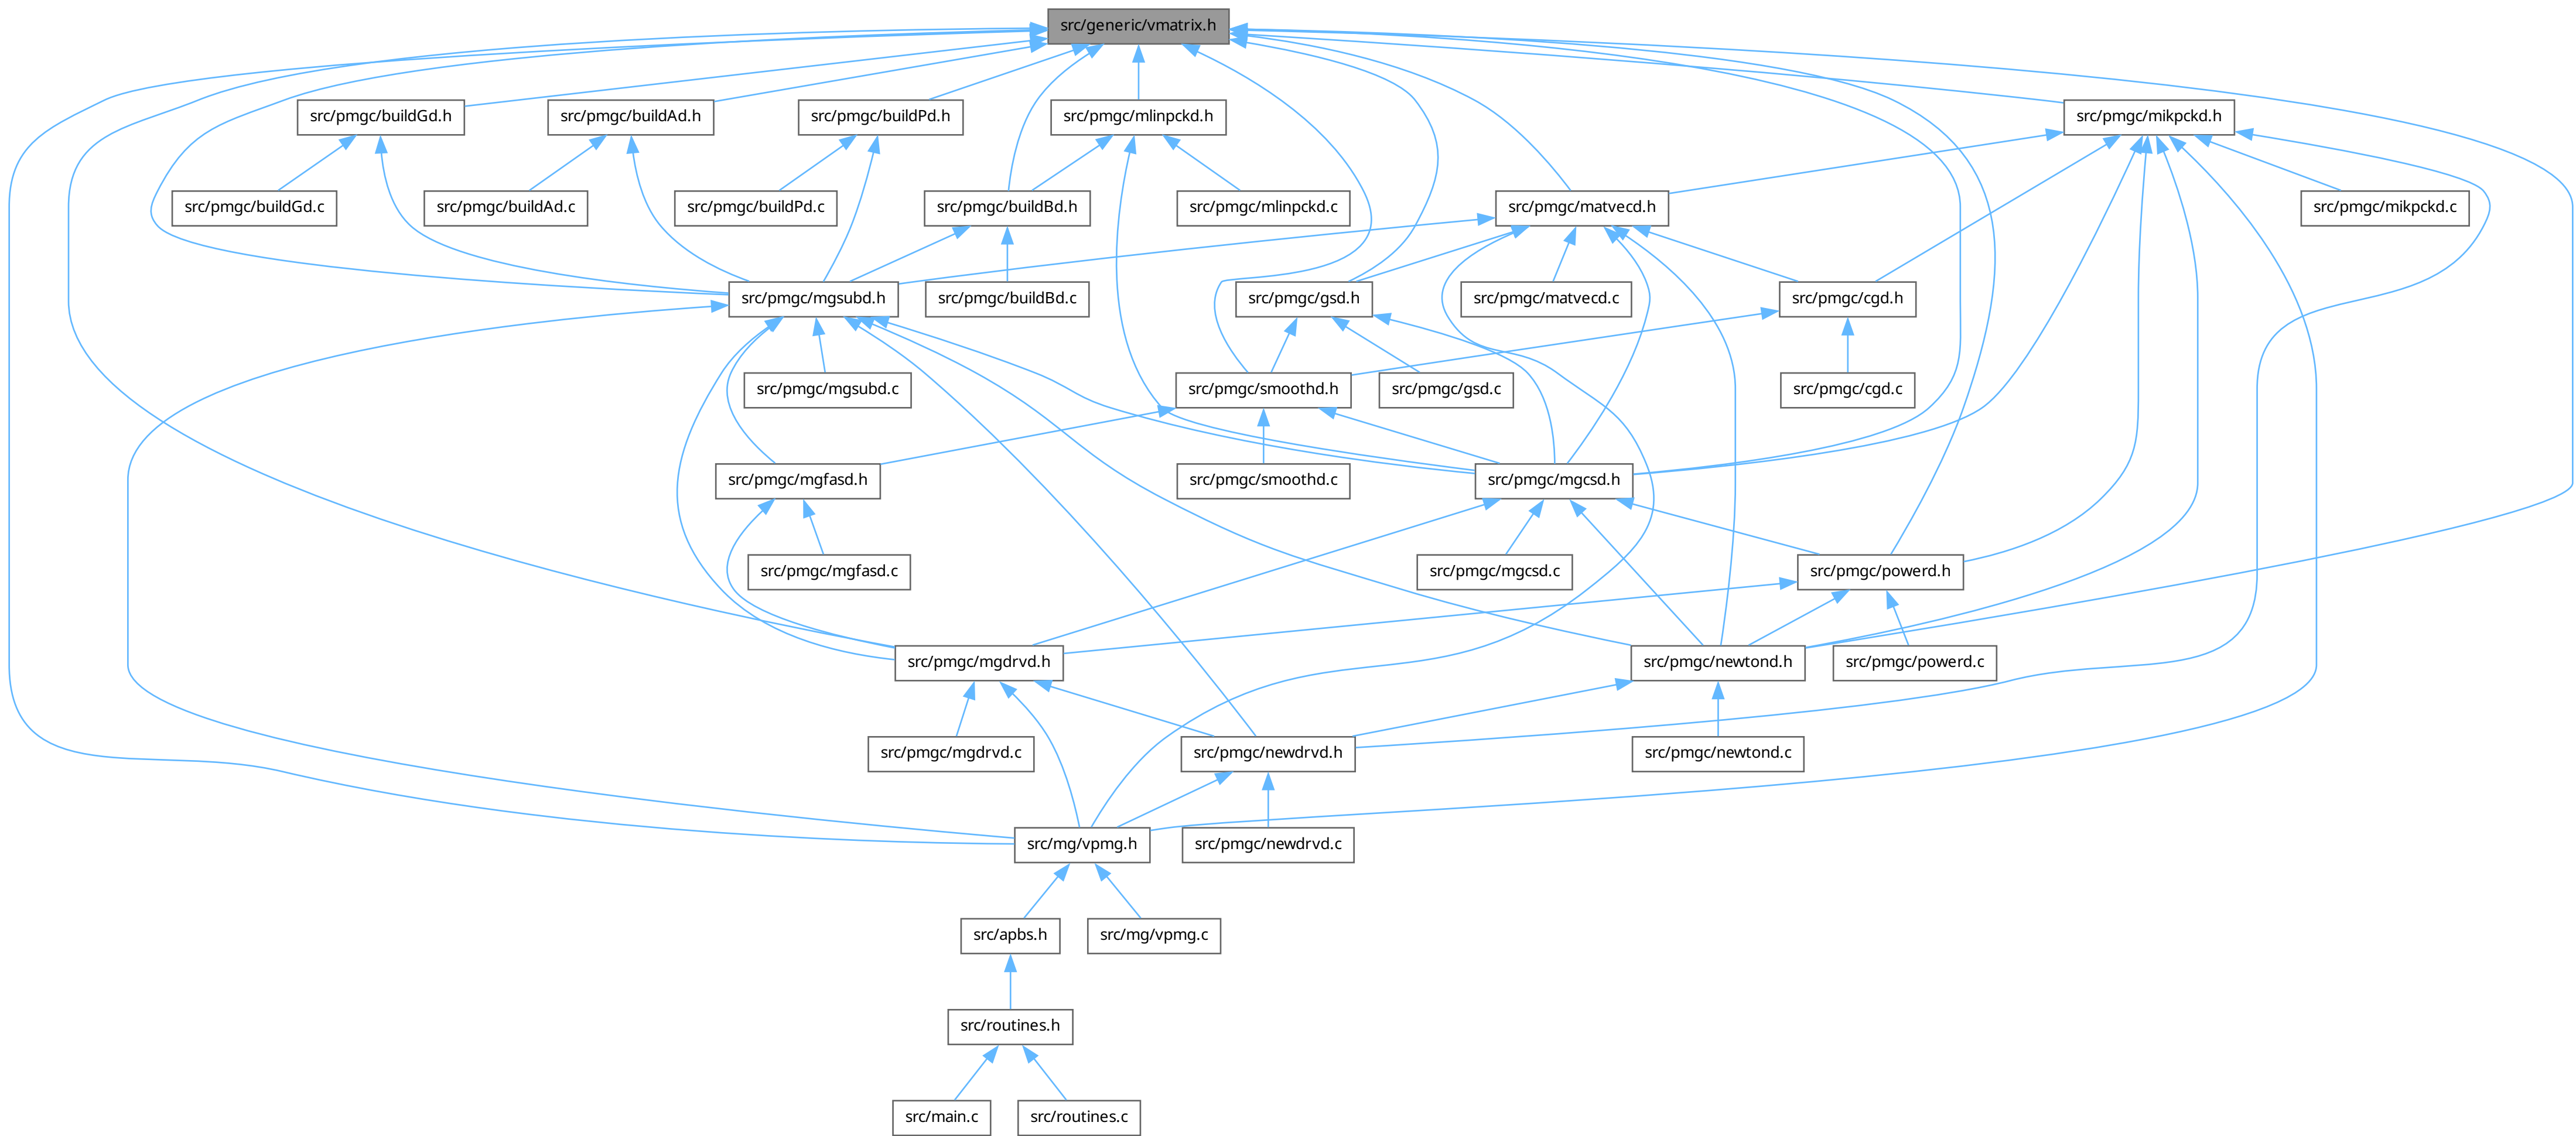 src/generic/vmatrix.h
src/pmgc/buildGd.h
src/pmgc/buildAd.h
src/pmgc/buildPd.h
src/pmgc/mlinpckd.h
src/pmgc/mikpckd.h
src/pmgc/buildGd.c
src/pmgc/buildAd.c
src/pmgc/buildPd.c
src/pmgc/buildBd.h
src/pmgc/mlinpckd.c
src/pmgc/matvecd.h
src/pmgc/mikpckd.c
src/pmgc/mgsubd.h
src/pmgc/buildBd.c
src/pmgc/gsd.h
src/pmgc/matvecd.c
src/pmgc/cgd.h
src/pmgc/mgsubd.c
src/pmgc/smoothd.h
src/pmgc/gsd.c
src/pmgc/cgd.c
src/pmgc/mgfasd.h
src/pmgc/smoothd.c
src/pmgc/mgcsd.h
src/pmgc/mgfasd.c
src/pmgc/mgcsd.c
src/pmgc/powerd.h
src/pmgc/mgdrvd.h
src/pmgc/newtond.h
src/pmgc/powerd.c
src/pmgc/mgdrvd.c
src/pmgc/newdrvd.h
src/pmgc/newtond.c
src/mg/vpmg.h
src/pmgc/newdrvd.c
src/apbs.h
src/mg/vpmg.c
src/routines.h
src/main.c
src/routines.c